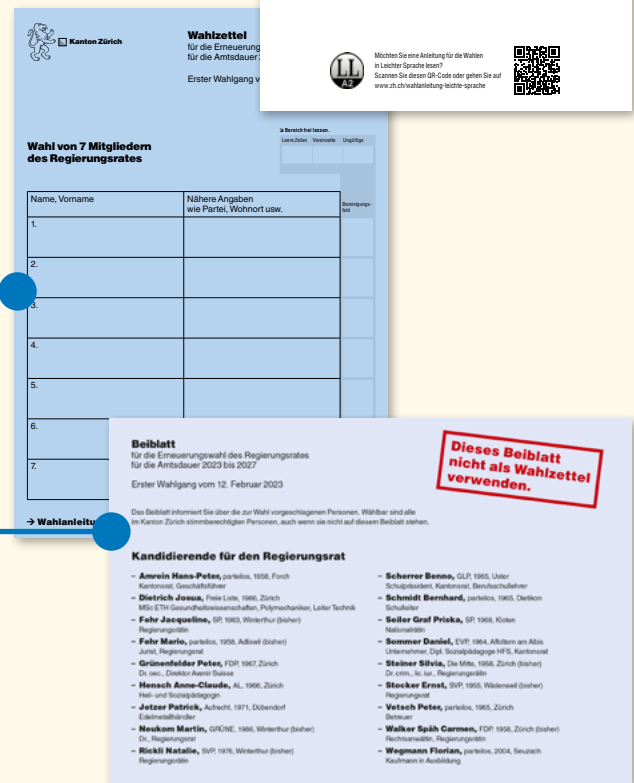 Kanton Zürich
Wahlzettel
für die Erneuerung
für die Amtsdauer
Erster Wahlgang v
Möchten Sie eine Anleitung für die Wahlen
in Leichter Sprache lesen?
Scannen Sie diesen QR-Code oder gehen Sie auf
www.zh.ch/wahlanleitung-leichte-sprache
LL
A2
Bereich frei lassen.
Leere Zeilen Vereinzelte Ungültige
Wahl von 7 Mitgliedern
des Regierungsrates
Name, Vorname
Nähere Angaben
wie Partei, Wohnort usw.
Bereinigungs-
feld
1.
2.
3.
4.
5.
6.
7.
→ Wahlanleitu
Beiblatt
für die Erneuerungswahl des Regierungsrates
für die Amtsdauer 2023 bis 2027
Erster Wahlgang vom 12. Februar 2023
Dieses Beiblatt
nicht als Wahlzettel
verwenden.
Das Beiblatt informiert Sie über die zur Wahl vorgeschlagenen Personen. Wählbar sind alle
im Kanton Zürich stimmberechtigten Personen, auch wenn sie nicht auf diesem Beiblatt stehen.
Kandidierende für den Regierungsrat
– Amrein Hans-Peter, parteilos, 1958, Forch
Kantonsrat, Geschäftsführer
– Dietrich Josua, Freie Liste, 1986, Zürich
MSc ETH Gesundheitswissenschaften, Polymechaniker, Leiter Technik
– Fehr Jacqueline, SP, 1963, Winterthur (bisher)
Regierungsrätin
– Fehr Mario, parteilos, 1958, Adliswil (bisher)
Jurist, Regierungsrat
– Grünenfelder Peter, FDP, 1967, Zürich
Dr. oec., Direktor Avenir Suisse
– Hensch Anne-Claude, AL, 1966, Zürich
Heil- und Sozialpädagogin
– Jetzer Patrick, Aufrecht, 1971, Dübendorf
Edelmetallhändler
– Neukom Martin, GRÜNE, 1986, Winterthur (bisher)
Dr., Regierungsrat
– Rickli Natalie, SVP, 1976, Winterthur (bisher)
Regierungsrätin
– Scherrer Benno, GLP, 1965, Uster
Schulpräsident, Kantonsrat, Berufsschullehrer
– Schmidt Bernhard, parteilos, 1965, Dietikon
Schulleiter
– Seiler Graf Priska, SP, 1968, Kloten
Nationalrätin
– Sommer Daniel, EVP, 1964, Affoltern am Albis
Unternehmer, Dipl. Sozialpädagoge HFS, Kantonsrat
– Steiner Silvia, Die Mitte, 1958, Zürich (bisher)
Dr. crim., lic. iur., Regierungsrätin
– Stocker Ernst, SVP, 1955, Wädenswil (bisher)
Regierungsrat
– Vetsch Peter, parteilos, 1965, Zürich
Betreuer
– Walker Späh Carmen, FDP, 1958, Zürich (bisher)
Rechtsanwältin, Regierungsrätin
– Wegmann Florian, parteilos, 2004, Seuzach
Kaufmann in Ausbildung